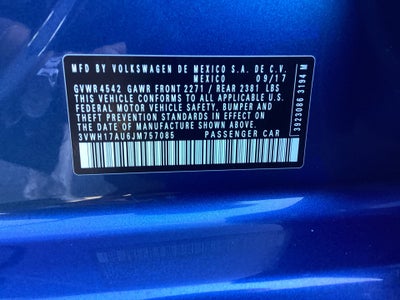 MFD BY VOLKSWAGEN DE MEXICO S.A. DE C.V.
MEXICO 09/17
GVWR 4542 GAWR FRONT 2271 / REAR 2381 LBS
THIS VEHICLE CONFORMS TO ALL APPLICABLE U.S.
FEDERAL MOTOR VEHICLE SAFETY, BUMPER AND
THEFT PREVENTION STANDARDS IN EFFECT ON
THE DATE OF MANUFACTURE SHOWN ABOVE
3VWH17AU6JM757085 PASSENGER CAR
3923086 3194 M